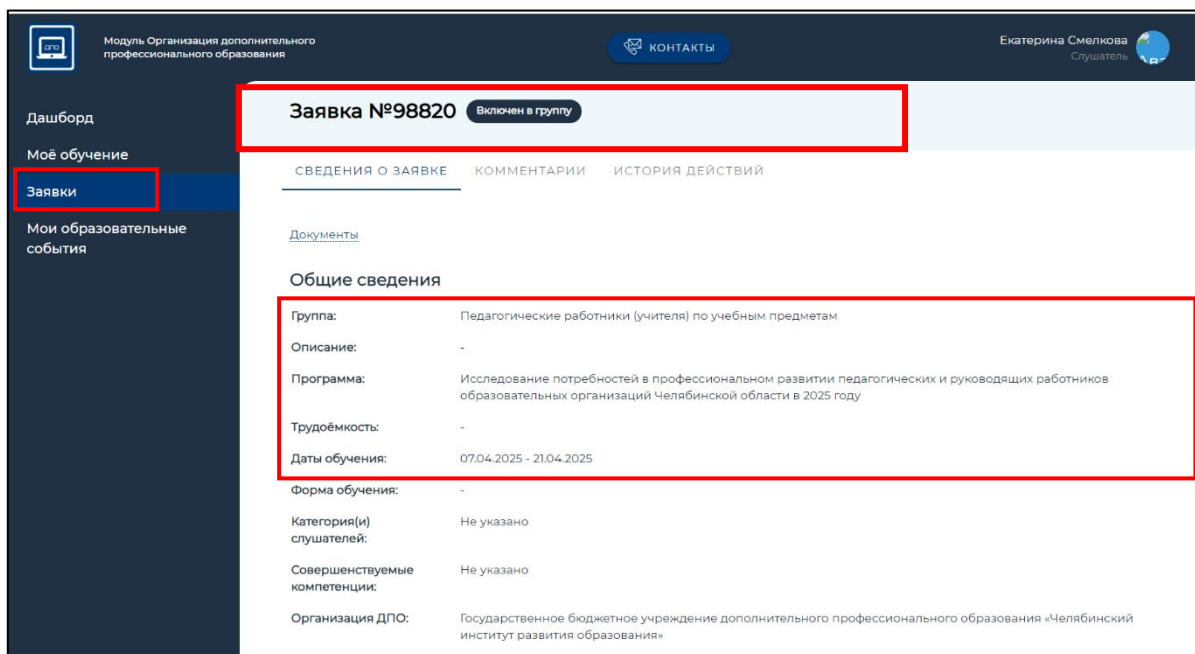 дпо
Модуль Организация дополнительного
профессионального образования
КОНТАКТЫ
Екатерина Смелкова
Слушатель
Дашборд
Моё обучение
Заявки
Мои образовательные
события
Заявка №98820 Включен в группу
СВЕДЕНИЯ О ЗАЯВКЕ КОММЕНТАРИИ ИСТОРИЯ ДЕЙСТВИЙ
Документы
Общие сведения
Группа: Педагогические работники (учителя) по учебным предметам
Описание: -
Программа: Исследование потребностей в профессиональном развитии педагогических и руководящих работников
образовательных организаций Челябинской области в 2025 году
Трудоёмкость: -
Даты обучения: 07.04.2025 - 21.04.2025
Форма обучения: -
Категория(и) Не указано
слушателей:
Совершенствуемые Не указано
компетенции:
Организация ДПО: Государственное бюджетное учреждение дополнительного профессионального образования «Челябинский
институт развития образования»